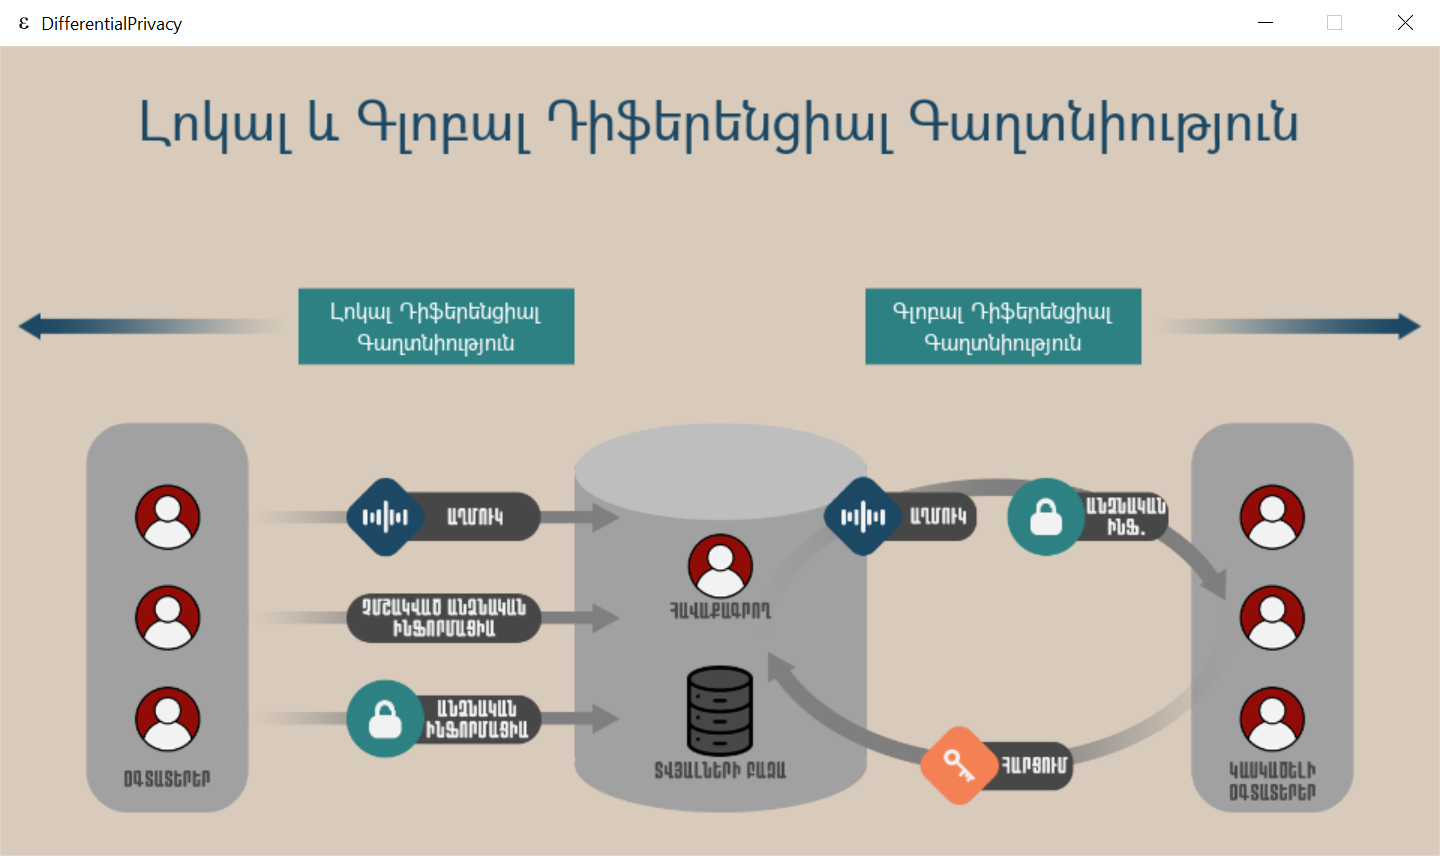 ε DifferentialPrivacy
Լոկալ և Գլոբալ Դիֆերենցիալ Գաղտնիություն
Լոկալ Դիֆերենցիալ
Գաղտնիություն
Գլոբալ Դիֆերենցիալ
Գաղտնիություն
ԱՂՄՈՒԿ
ՉՄՇԱԿՎԱԾ ԱՆՁՆԱԿԱՆ
ԻՆՖՈՐՄԱՑԻԱ
ԱՆՁՆԱԿԱՆ
ԻՆՖՈՐՄԱՑԻԱ
ՕԳՏԱՏԵՐԵՐ
ՀԱՎԱՔԱԳՐՈՂ
ՏՎՅԱԼՆԵՐԻ ԲԱԶԱ
ԱՂՄՈՒԿ
ԱՆՁՆԱԿԱՆ
ԻՆՖ.
ՀԱՐՑՈՒՄ
ԿԱՍԿԱԾԵԼԻ
ՕԳՏԱՏԵՐԵՐ